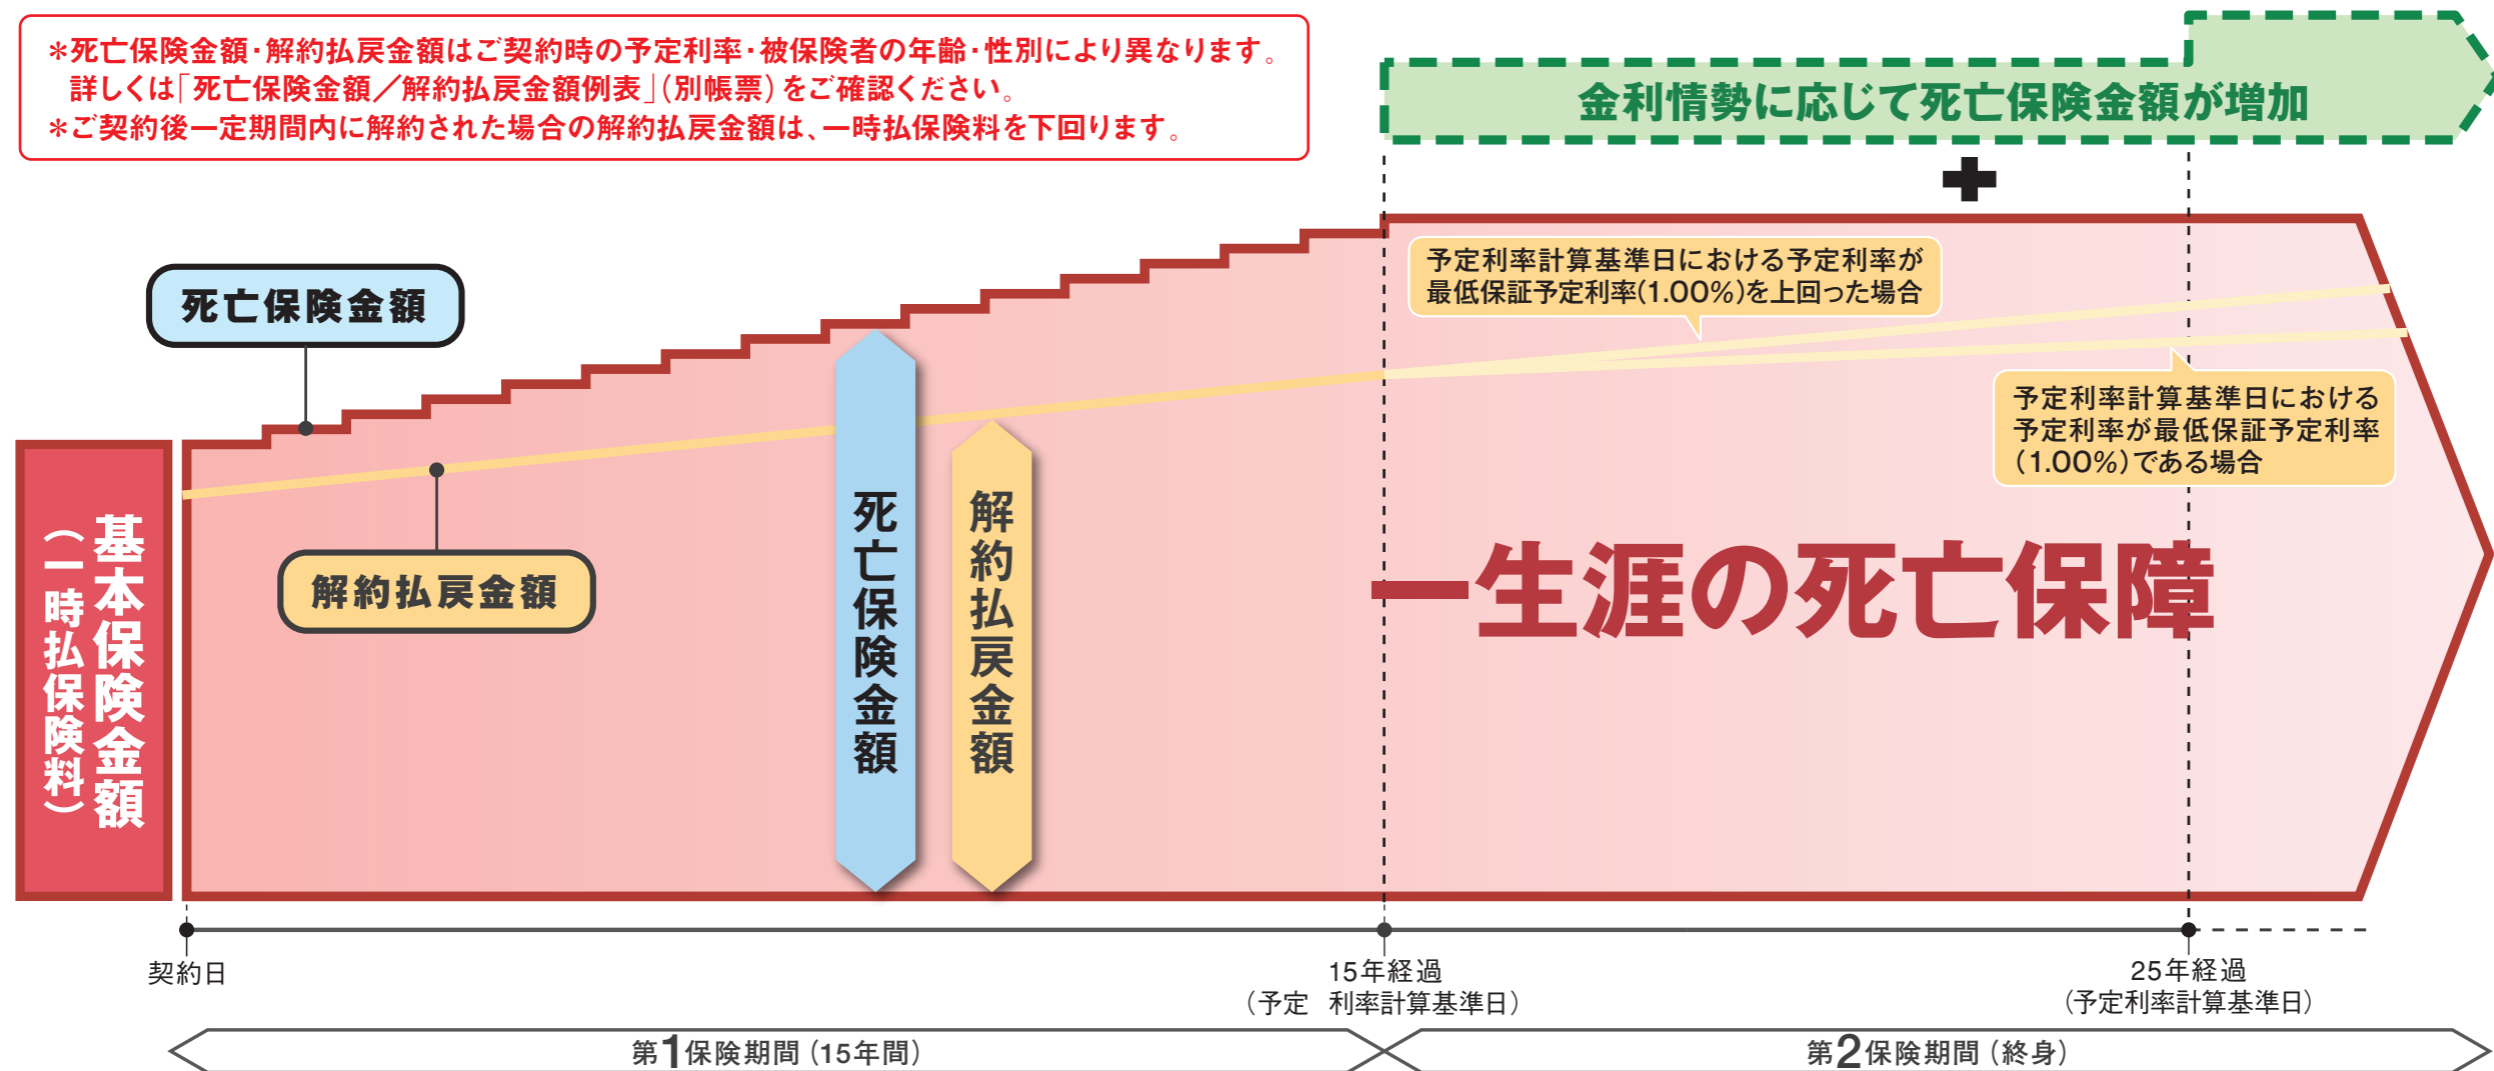 ＊死亡保険金額・解約払戻金額はご契約時の予定利率・被保険者の年齢・性別により異なります。
詳しくは「死亡保険金額／解約払戻金額例表」（別帳票）をご確認ください。
＊ご契約後一定期間内に解約された場合の解約払戻金額は、一時払保険料を下回ります。
金利情勢に応じて死亡保険金額が増加
＋
予定利率計算基準日における予定利率が
最低保証予定利率(1.00%)を上回った場合
死亡保険金額
予定利率計算基準日における
予定利率が最低保証予定利率
（1.00%）である場合
基本保険金額
（一時払保険料）
解約払戻金額
死亡保険金額
解約払戻金額
一生涯の死亡保障
契約日
15年経過
（予定 利率計算基準日）
25年経過
（予定利率計算基準日）
第1保険期間（15年間）
第2保険期間（終身）